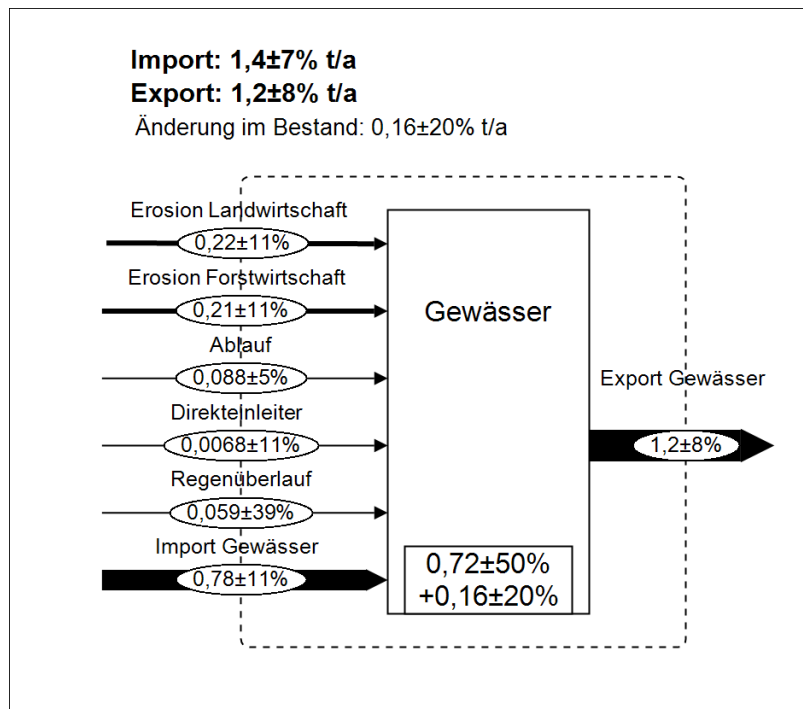 Import: 1,4±7% t/a
Export: 1,2±8% t/a
Änderung im Bestand: 0,16±20% t/a
Erosion Landwirtschaft
0,22±11%
Erosion Forstwirtschaft
0,21±11%
Ablauf
0,088±5%
Direkteinleiter
0,0068±11%
Regenüberlauf
0,059±39%
Import Gewässer
0,78±11%
Gewässer
0,72±50%
+0,16±20%
Export Gewässer
1,2±8%